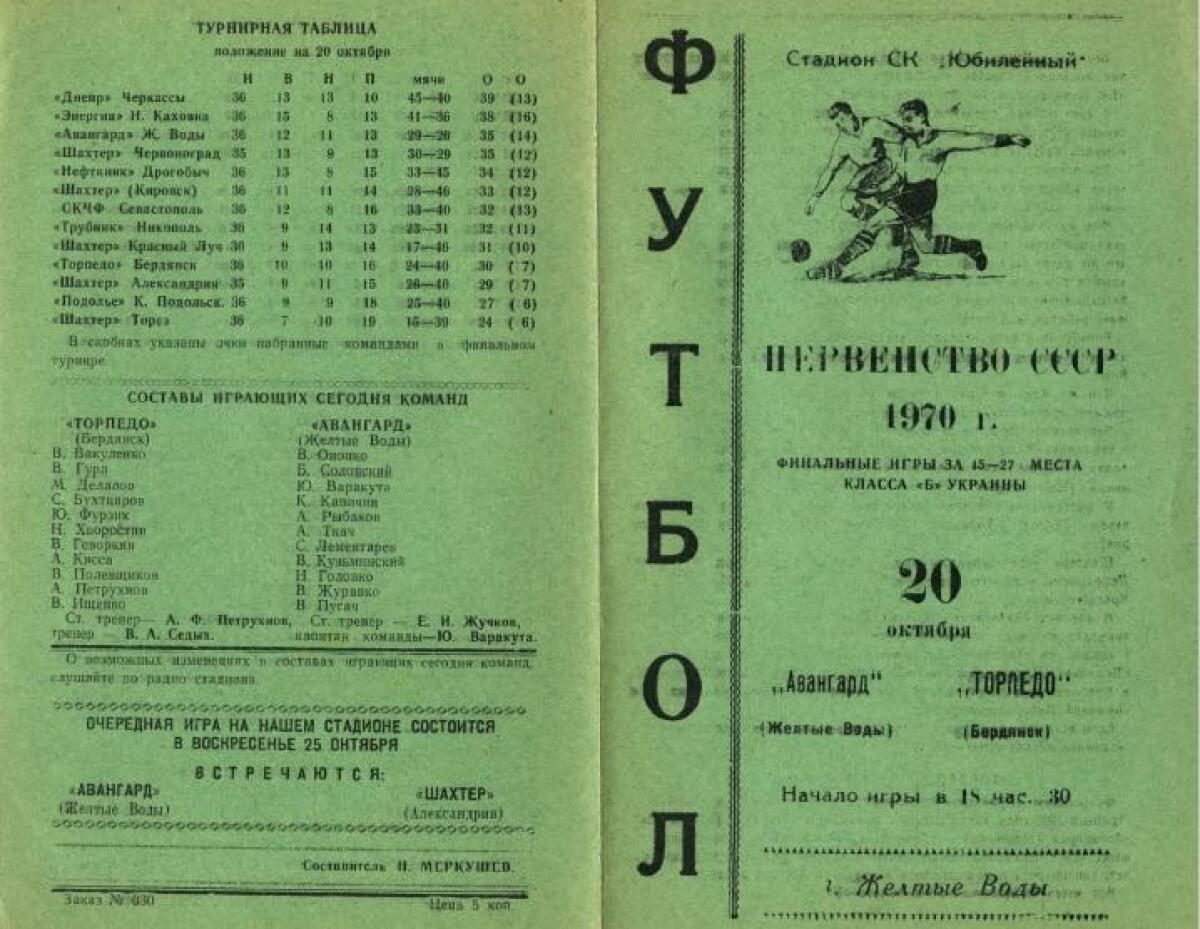 ТУРНИРНАЯ ТАБЛИЦА
положение на 20 октября
И В Н П мячи О О
«Днепр» Черкассы 36 13 13 10 45—40 39 (13)
«Энергия» Н. Каховка 36 15 8 13 41—36 38 (16)
«Авангард» Ж. Воды 36 12 11 13 29—26 35 (14)
«Шахтер» Червоноград 35 13 9 13 30—29 35 (12)
«Нефтяник» Дрогобыч 36 13 8 15 33—45 34 (12)
«Шахтер» (Кировск) 36 11 11 14 28—46 33 (12)
СКЧФ Севастополь 36 12 8 16 33—40 32 (13)
«Трубник» Никополь 36 9 14 13 23—31 32 (11)
«Шахтер» Красный Луч 36 9 13 14 17—46 31 (10)
«Торпедо» Бердянск 36 10 10 16 24—40 30 (7)
«Шахтер» Александрия 35 9 11 15 26—40 29 (7)
«Подолье» К. Подольск. 36 9 9 18 25—40 27 (6)
«Шахтер» Торез 36 7 10 19 15—39 24 (6)
В скобках указаны очки набранные командами в финальном
турнире.
СОСТАВЫ ИГРАЮЩИХ СЕГОДНЯ КОМАНД
«ТОРПЕДО» «АВАНГАРД»
(Бердянск) (Желтые Воды)
В. Вакуленко В. Онопко
В. Гура Б. Соловский
М. Делалов Ю. Варакута
С. Бухтияров К. Капичин
Ю. Фурзик А. Рыбаков
Н. Хворостин А. Ткач
В. Геворкян С. Лементарев
А. Кисса В. Кузьминский
В. Полевщиков Н. Головко
А. Петрухнов В. Журавко
В. Ищенко В. Пугач
Ст. тренер— А. Ф. Петрухнов, Ст. тренер — Е. И. Жучков,
тренер — В. А. Седых. капитан команды—Ю. Варакута.
О возможных изменениях в составах играющих сегодня команд,
слушайте по радио стадиона
ОЧЕРЕДНАЯ ИГРА НА НАШЕМ СТАДИОНЕ СОСТОИТСЯ
В ВОСКРЕСЕНЬЕ 25 ОКТЯБРЯ
ВСТРЕЧАЮТСЯ:
«АВАНГАРД» «ШАХТЕР»
(Желтые Воды) (Александрия)
Составитель Н. МЕРКУШЕВ.
Заказ № Цена 5 коп.
ФУТБОЛ
Стадион СК „Юбилейный"
ПЕРВЕНСТВО СССР
1970 г.
ФИНАЛЬНЫЕ ИГРЫ ЗА 15—27 МЕСТА
КЛАССА «Б» УКРАИНЫ
20
октября
„Авангард" „ТОРПЕДО"
(Желтые Воды) (Бердянск)
Начало игры в 18 час. 30
г. Желтые Воды